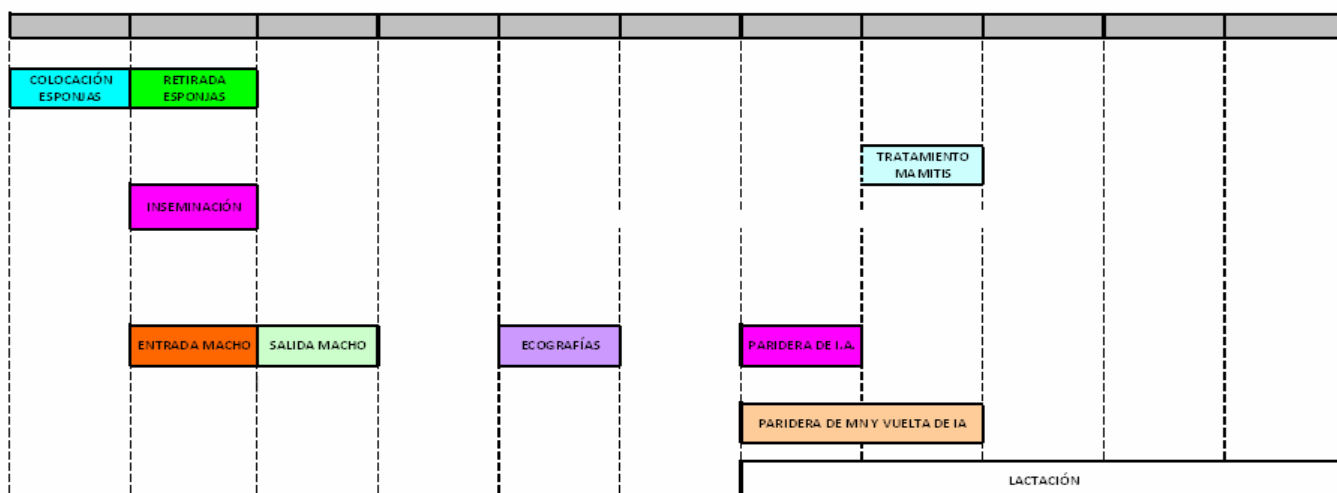 COLOCACIÓN
ESPONJAS
RETIRADA
ESPONJAS
TRATAMIENTO
MAMITIS
INSEMINACIÓN
ENTRADA MACHO
SALIDA MACHO
ECOGRAFÍAS
PARIDERA DE I.A.
PARIDERA DE MN Y VUELTA DE IA
LACTACIÓN